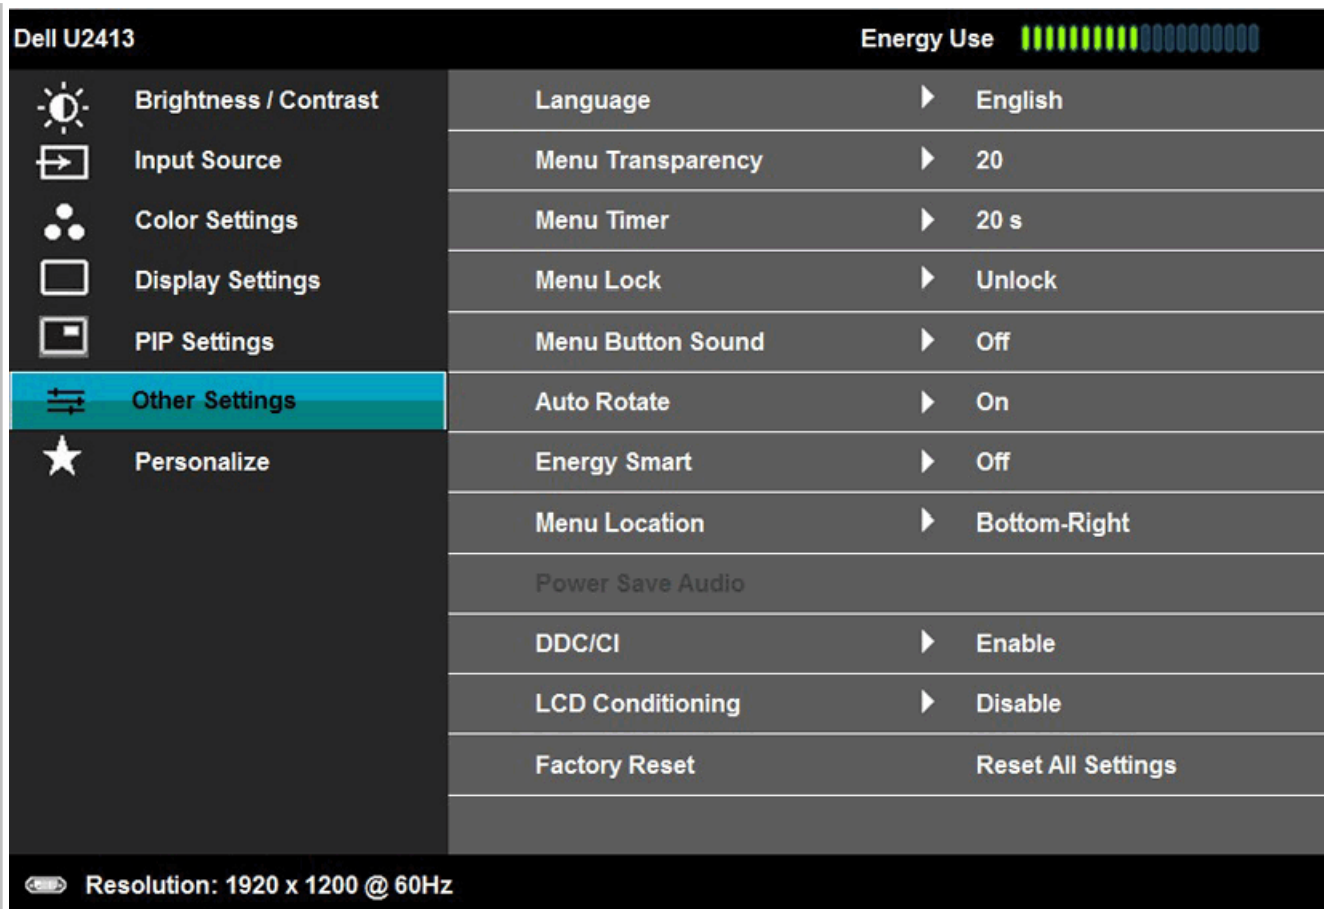 Dell U2413 Energy Use
Brightness / Contrast Language English
Input Source Menu Transparency 20
Color Settings Menu Timer 20 s
Display Settings Menu Lock Unlock
PIP Settings Menu Button Sound Off
Other Settings Auto Rotate On
Personalize Energy Smart Off
Menu Location Bottom-Right
Power Save Audio
DDC/CI Enable
LCD Conditioning Disable
Factory Reset Reset All Settings
Resolution: 1920 x 1200 @ 60Hz